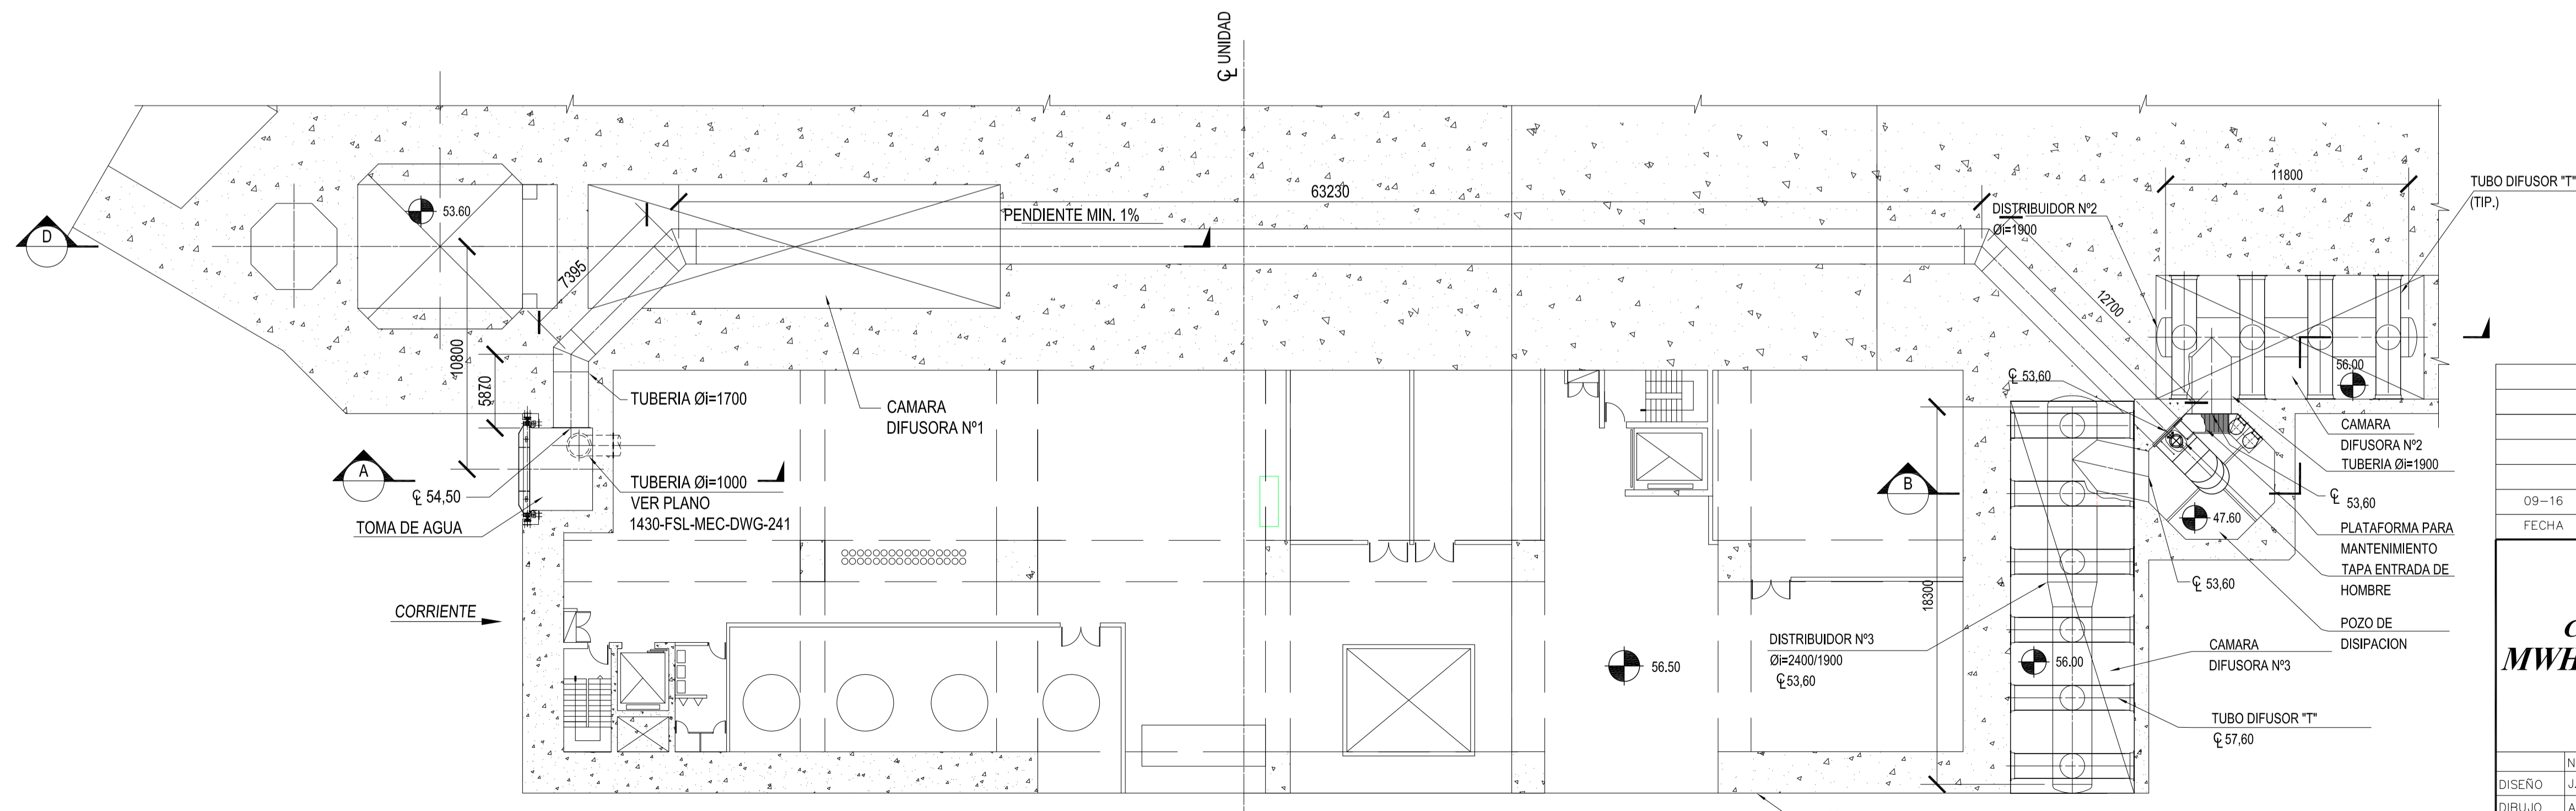 ℄ UNIDAD
D
53.60
63230
PENDIENTE MIN. 1%
DISTRIBUIDOR Nº2
Øi=1900
11800
TUBO DIFUSOR "T"
(TIP.)
7395
12700
10800
5870
TUBERIA Øi=1700
CAMARA
DIFUSORA Nº1
℄ 53,60
56.00
CAMARA
DIFUSORA Nº2
TUBERIA Øi=1900
A
℄ 54,50
TOMA DE AGUA
TUBERIA Øi=1000
VER PLANO
1430-FSL-MEC-DWG-241
B
℄ 53,60
47.60
PLATAFORMA PARA
MANTENIMIENTO
TAPA ENTRADA DE
HOMBRE
℄ 53,60
POZO DE
DISIPACION
CORRIENTE
18300
DISTRIBUIDOR Nº3
Øi=2400/1900
℄ 53,60
56.50
56.00
CAMARA
DIFUSORA Nº3
TUBO DIFUSOR "T"
℄ 57,60
09-16
FECHA
C
MWH
N
DISEÑO J
DIBUJO A